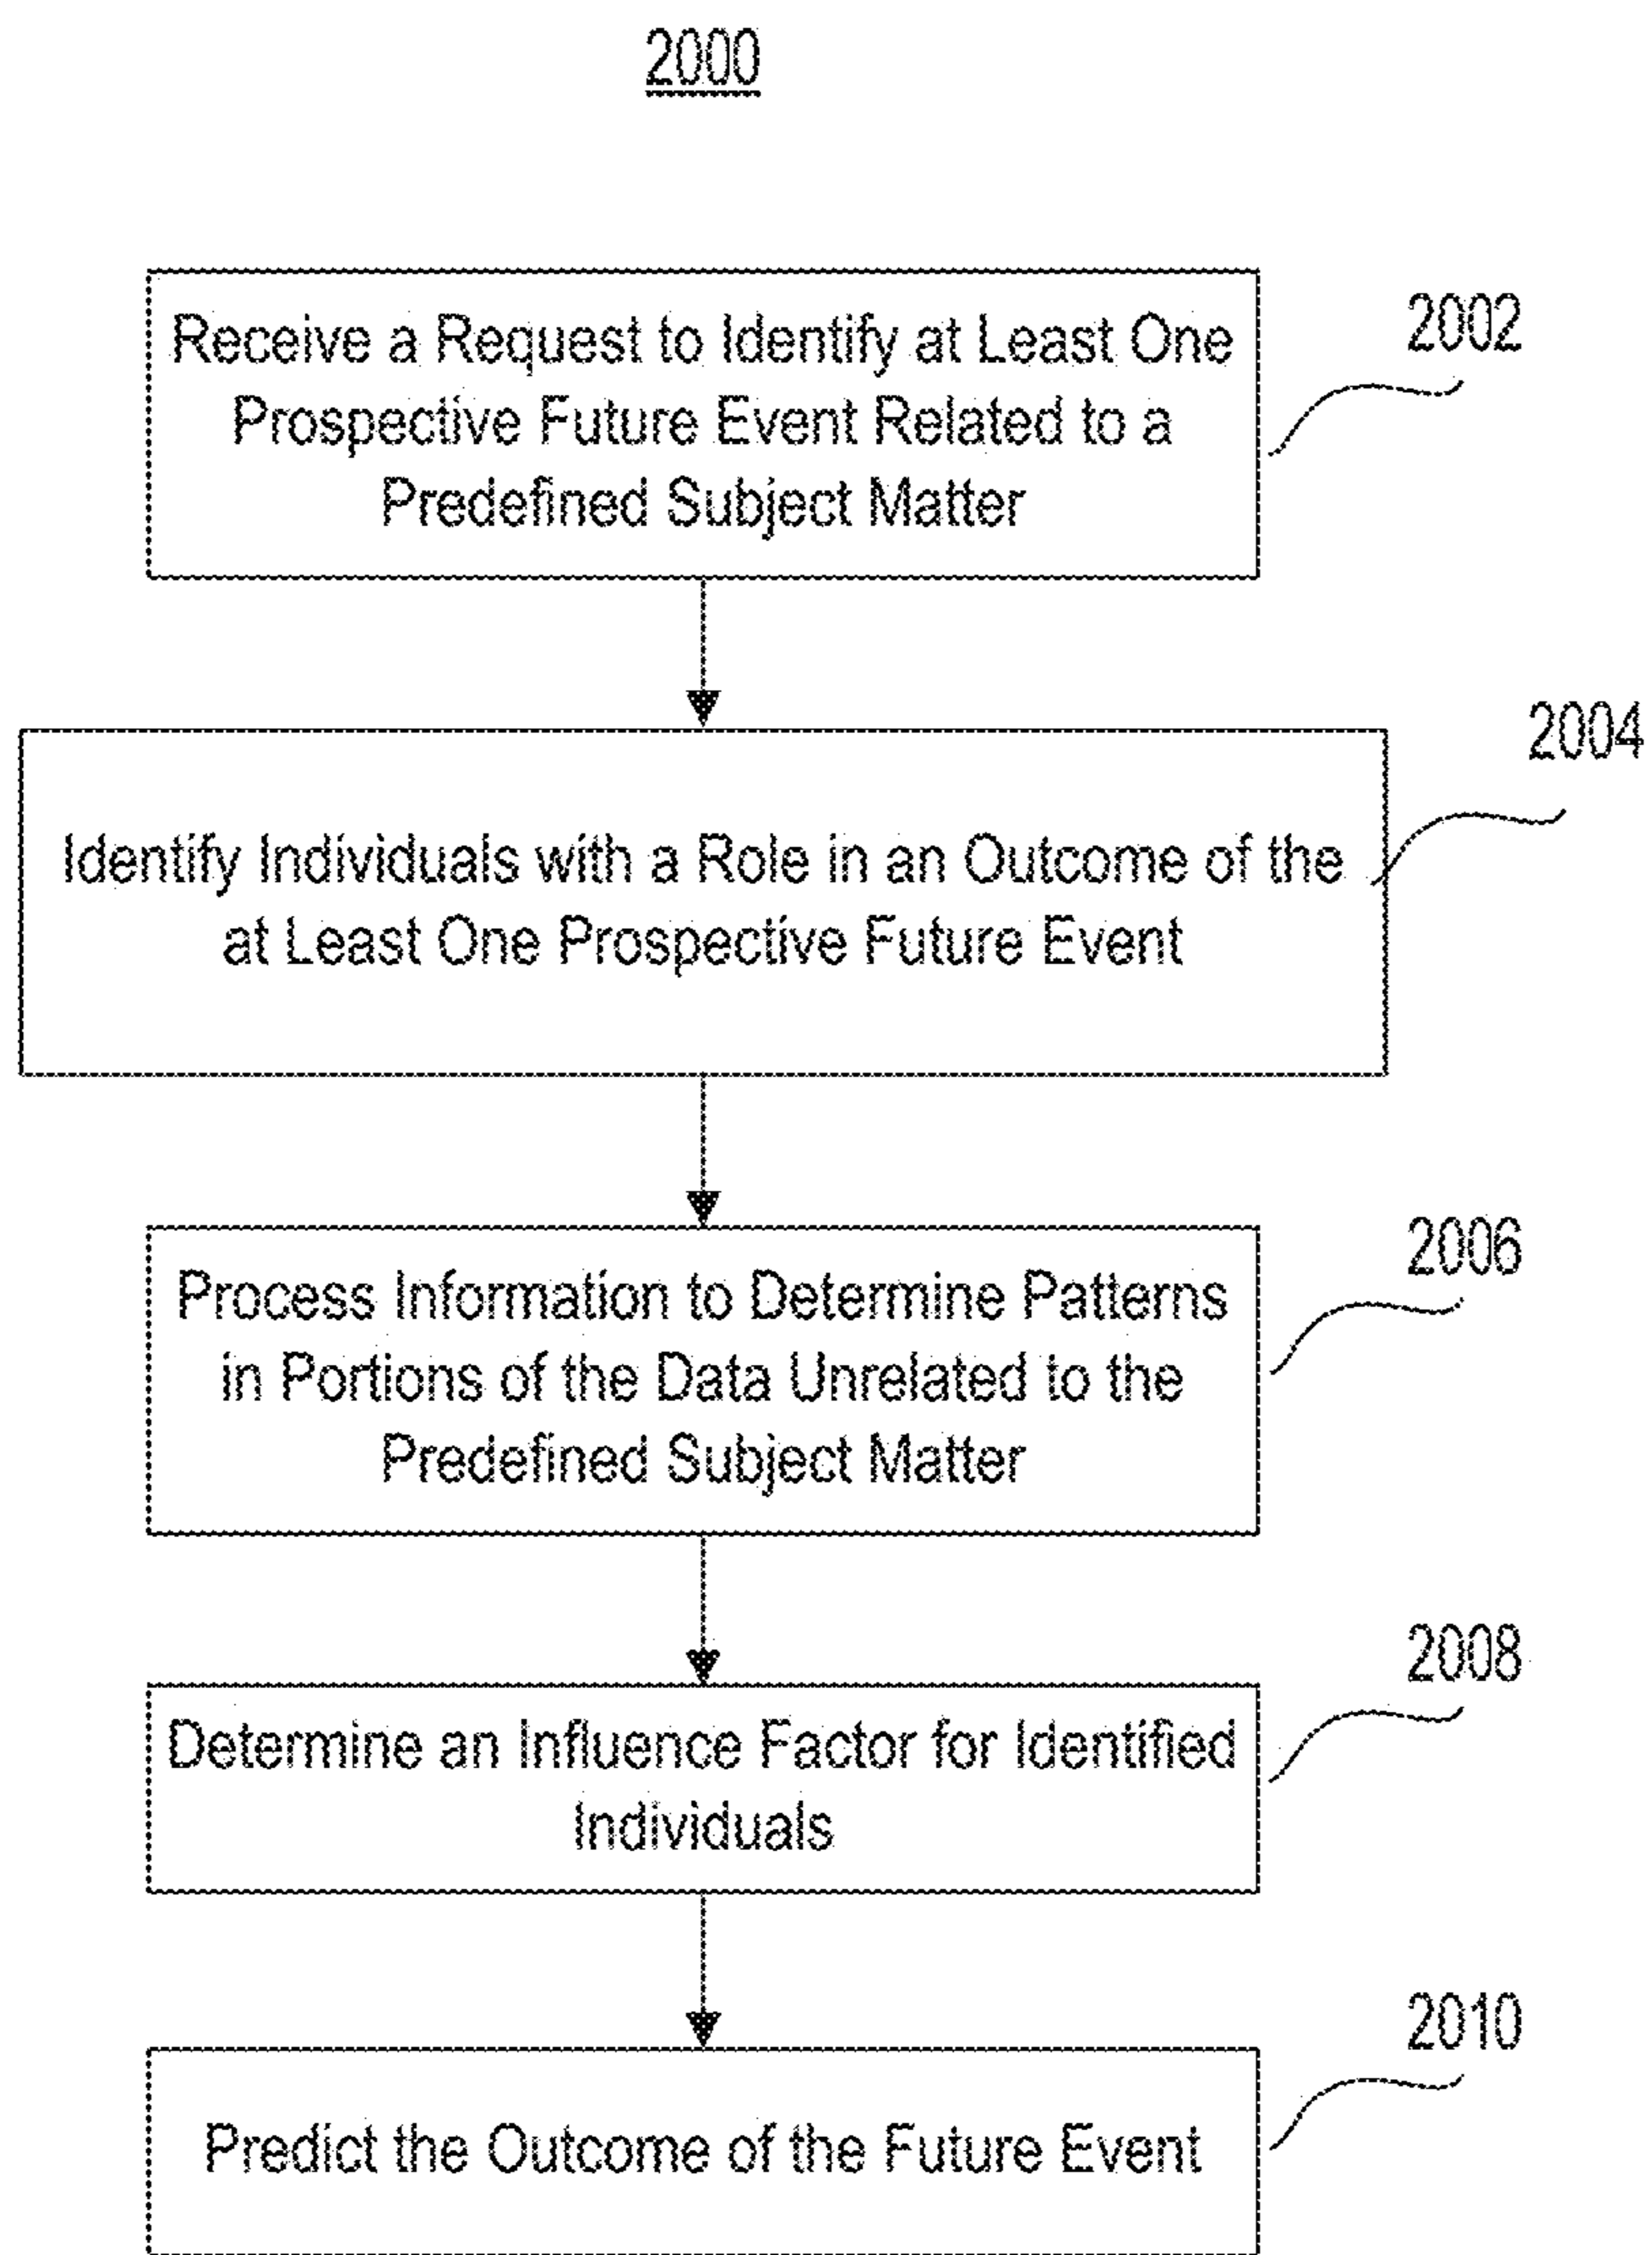 2000
Receive a Request to Identify at Least One
Prospective Future Event Related to a
Predefined Subject Matter
2002
Identify Individuals with a Role in an Outcome of the
at Least One Prospective Future Event
2004
Process Information to Determine Patterns
in Portions of the Data Unrelated to the
Predefined Subject Matter
2006
Determine an Influence Factor for Identified
Individuals
2008
Predict the Outcome of the Future Event
2010